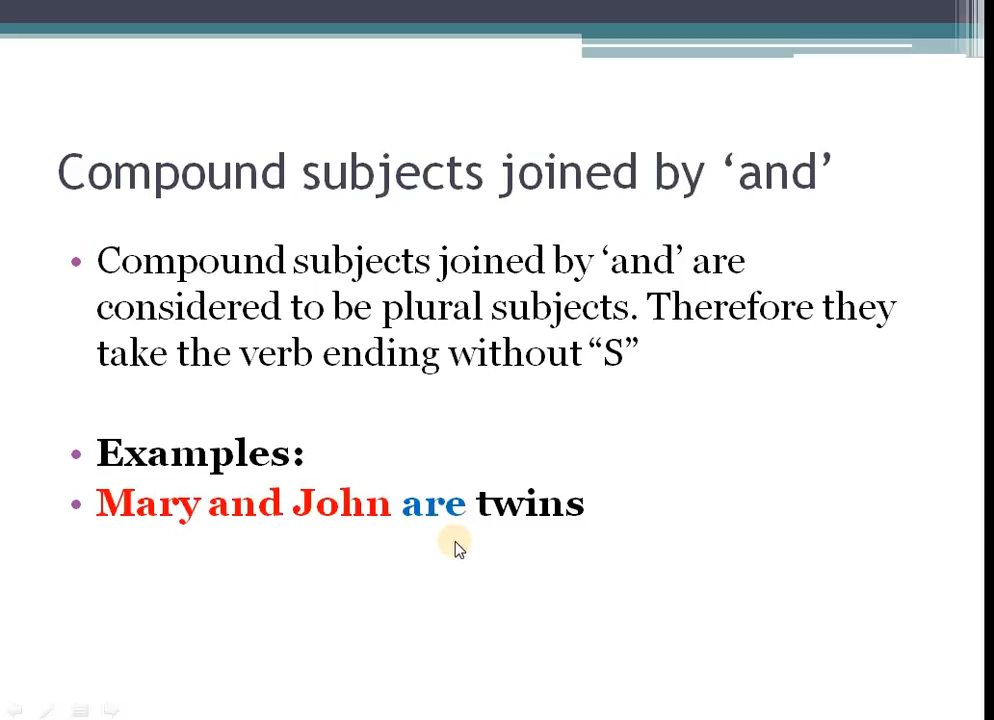 Compound subjects joined by ‘and’
• Compound subjects joined by ‘and’ are
considered to be plural subjects. Therefore they
take the verb ending without “S”
• Examples:
• Mary and John are twins